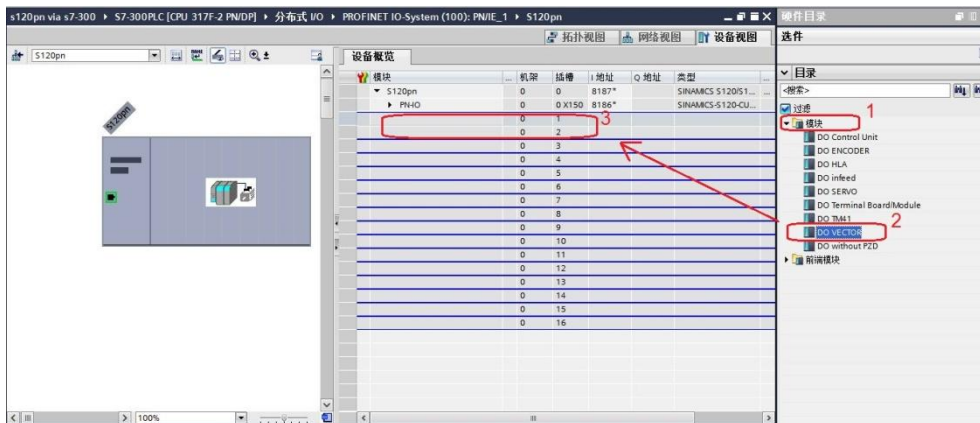 s120pn via s7-300 ▸ S7-300PLC [CPU 317F-2 PN/DP] ▸ 分布式 I/O ▸ PROFINET IO-System (100): PN/IE_1 ▸ S120pn
硬件目录
拓扑视图 网络视图 设备视图
选件
S120pn
设备概览
目录
模块 ... 机架 插槽 I 地址 Q 地址 类型
<搜索>
S120pn 0 0 8187* SINAMICS S120/S1...
过滤
PN-IO 0 0 X150 8186* SINAMICS-S120-CU...
模块
1
0 1
DO Control Unit
0 2
DO ENCODER
3
0 3
DO HLA
0 4
DO infeed
0 5
DO SERVO
0 6
DO Terminal Board/Module
0 7
DO TM41
0 8
DO VECTOR
2
0 9
DO without PZD
0 10
前端模块
0 11
0 12
0 13
0 14
0 15
0 16
S120pn
100%